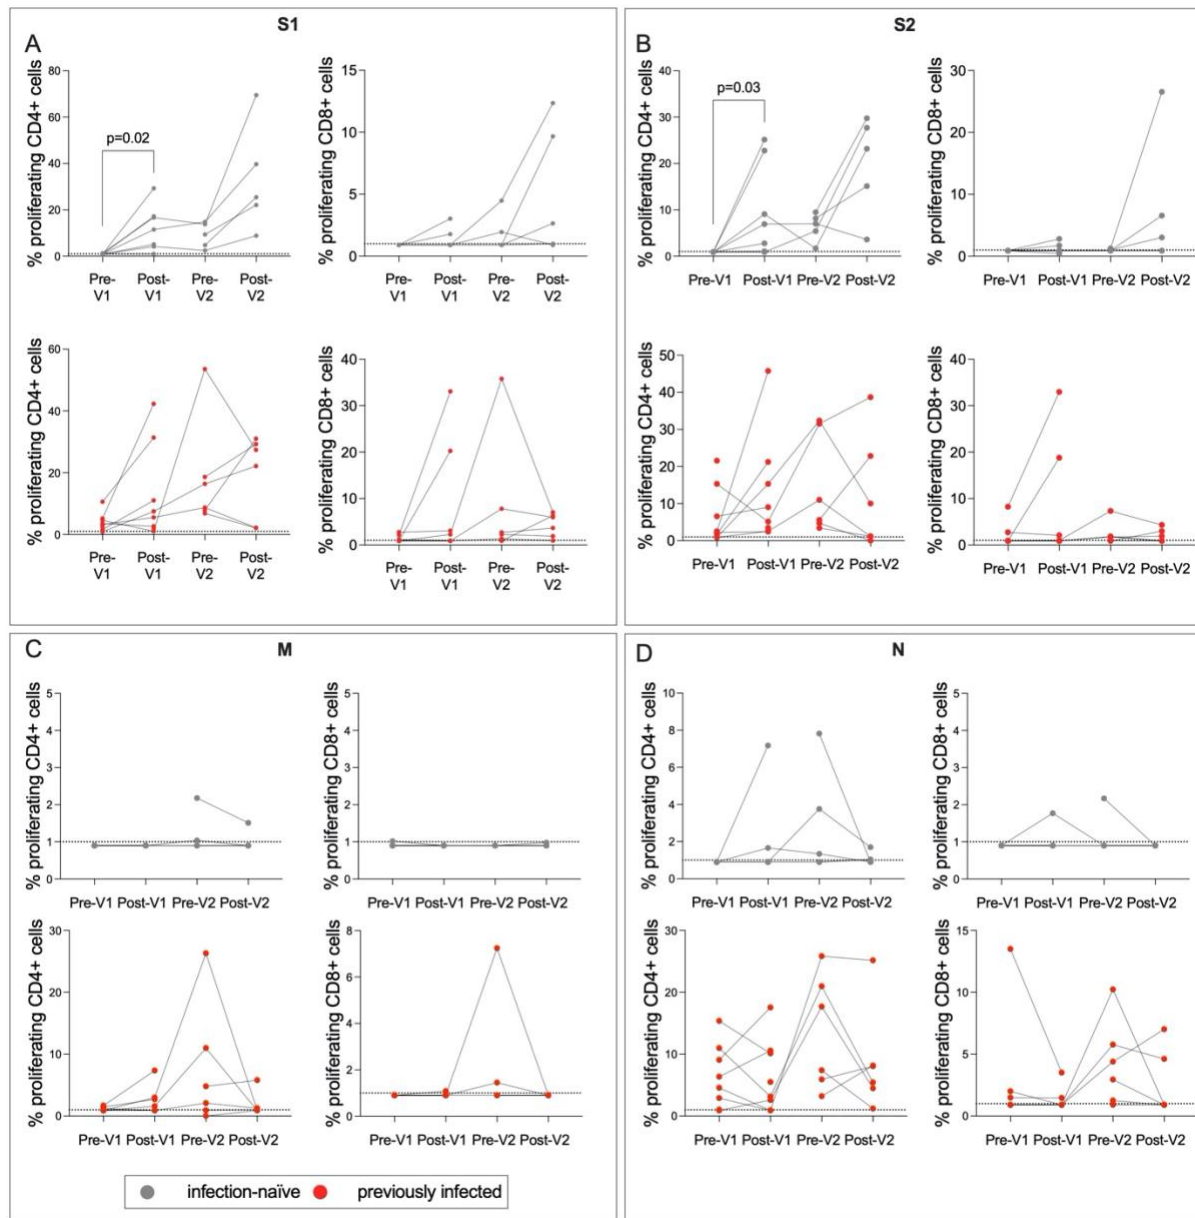 S1
A
% proliferating CD4+ cells
80
60
40
20
0
p=0.02
Pre-V1 Post-V1 Pre-V2 Post-V2
% proliferating CD8+ cells
15
10
5
0
Pre-V1 Post-V1 Pre-V2 Post-V2
% proliferating CD4+ cells
60
40
20
0
Pre-V1 Post-V1 Pre-V2 Post-V2
% proliferating CD8+ cells
40
30
20
10
0
Pre-V1 Post-V1 Pre-V2 Post-V2
S2
B
% proliferating CD4+ cells
40
30
20
10
0
p=0.03
Pre-V1 Post-V1 Pre-V2 Post-V2
% proliferating CD8+ cells
30
20
10
0
Pre-V1 Post-V1 Pre-V2 Post-V2
% proliferating CD4+ cells
50
40
30
20
10
0
Pre-V1 Post-V1 Pre-V2 Post-V2
% proliferating CD8+ cells
40
30
20
10
0
Pre-V1 Post-V1 Pre-V2 Post-V2
M
C
% proliferating CD4+ cells
5
4
3
2
1
0
Pre-V1 Post-V1 Pre-V2 Post-V2
% proliferating CD8+ cells
5
4
3
2
1
0
Pre-V1 Post-V1 Pre-V2 Post-V2
% proliferating CD4+ cells
30
20
10
0
Pre-V1 Post-V1 Pre-V2 Post-V2
% proliferating CD8+ cells
8
6
4
2
0
Pre-V1 Post-V1 Pre-V2 Post-V2
infection-naïve previously infected
N
D
% proliferating CD4+ cells
10
8
6
4
2
0
Pre-V1 Post-V1 Pre-V2 Post-V2
% proliferating CD8+ cells
5
4
3
2
1
0
Pre-V1 Post-V1 Pre-V2 Post-V2
% proliferating CD4+ cells
30
20
10
0
Pre-V1 Post-V1 Pre-V2 Post-V2
% proliferating CD8+ cells
15
10
5
0
Pre-V1 Post-V1 Pre-V2 Post-V2